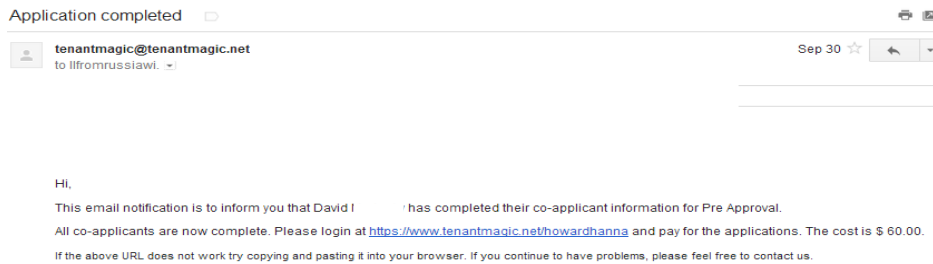 Application completed
tenantmagic@tenantmagic.net
Sep 30
to llfromrussiawi.
Hi,
This email notification is to inform you that David has completed their co-applicant information for Pre Approval.
All co-applicants are now complete. Please login at https://www.tenantmagic.net/howardhanna and pay for the applications. The cost is $ 60.00.
If the above URL does not work try copying and pasting it into your browser. If you continue to have problems, please feel free to contact us.